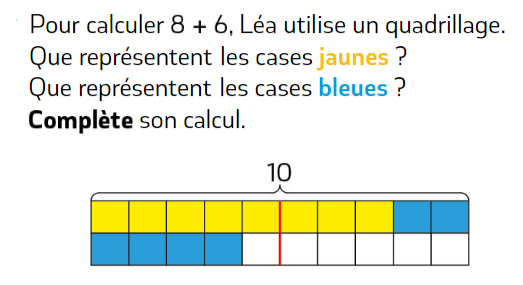 Pour calculer 8 + 6, Léa utilise un quadrillage.
Que représentent les cases jaunes ?
Que représentent les cases bleues ?
Complète son calcul.
10